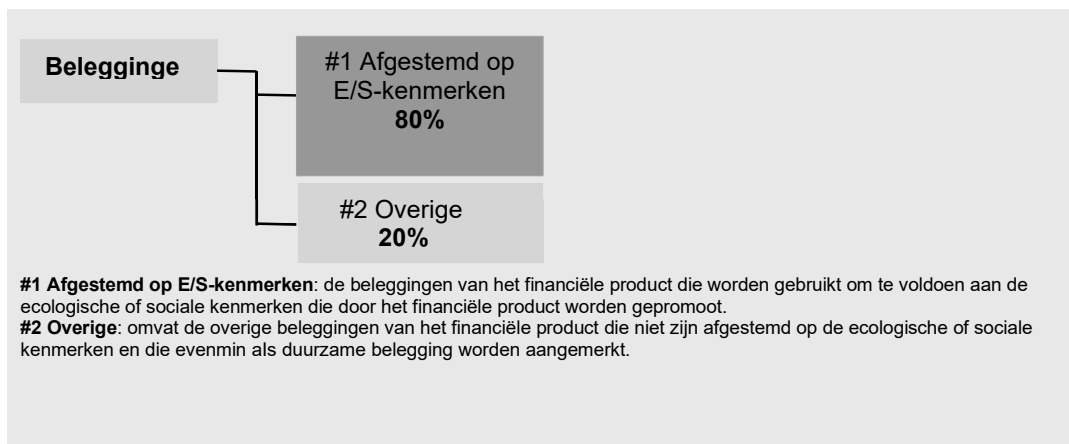 Belegginge
#1 Afgestemd op
E/S-kenmerken
80%
#2 Overige
20%
#1 Afgestemd op E/S-kenmerken: de beleggingen van het financiële product die worden gebruikt om te voldoen aan de
ecologische of sociale kenmerken die door het financiële product worden gepromoot.
#2 Overige: omvat de overige beleggingen van het financiële product die niet zijn afgestemd op de ecologische of sociale
kenmerken en die evenmin als duurzame belegging worden aangemerkt.